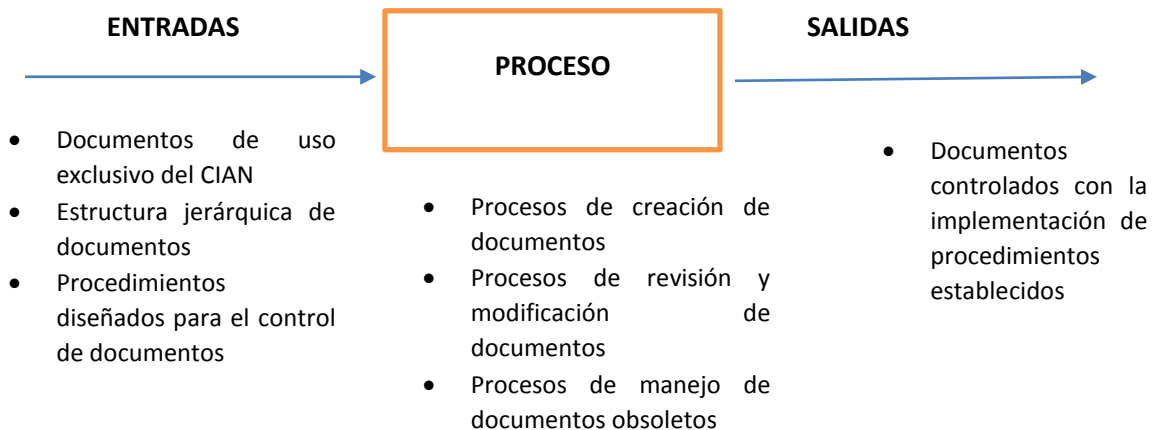 ENTRADAS
PROCESO
SALIDAS
• Documentos de uso
exclusivo del CIAN
• Estructura jerárquica de
documentos
• Procedimientos
diseñados para el control
de documentos
• Procesos de creación de
documentos
• Procesos de revisión y
modificación de
documentos
• Procesos de manejo de
documentos obsoletos
• Documentos
controlados con la
implementación de
procedimientos
establecidos